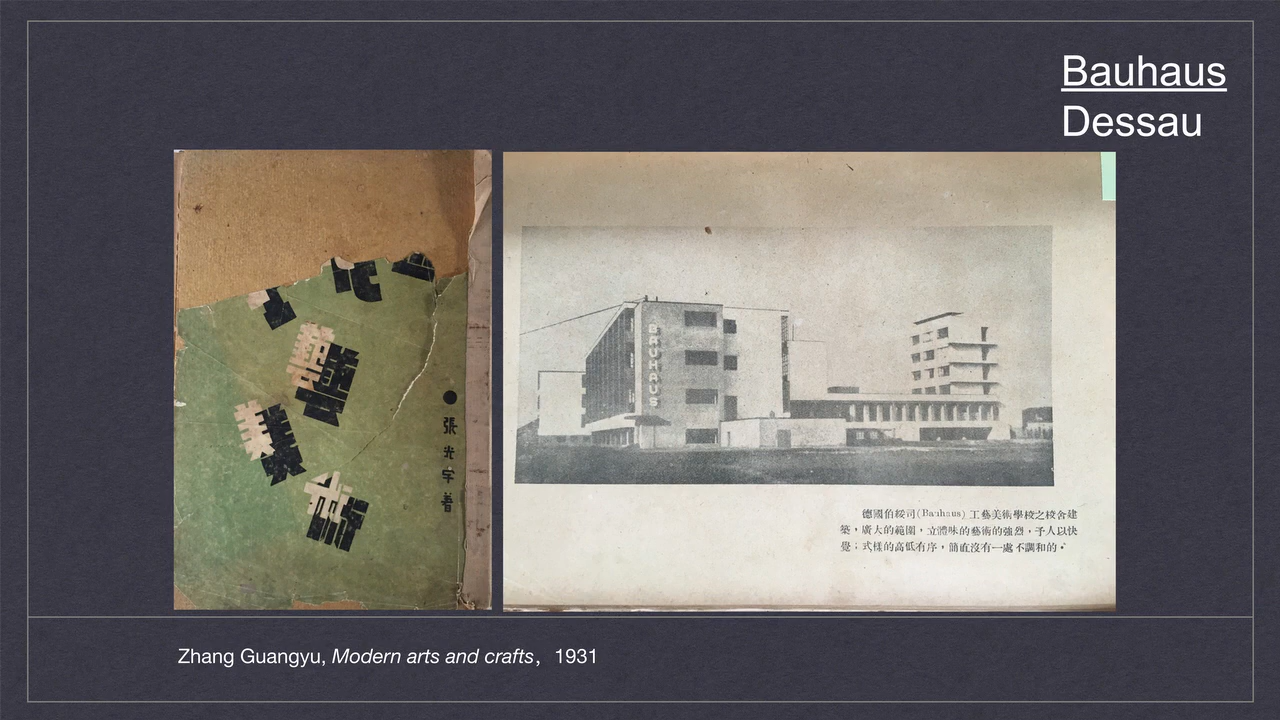 Bauhaus
Dessau
藝
美
術
●張光宇著
BAUHAUS
德國伯綏司(Bauhaus)工藝美術學校之校舍建
築，廣大的範圍，立體味的藝術的強烈，予人以快
覺；式樣的高低有序，簡直沒有一處不調和的。
Zhang Guangyu, Modern arts and crafts，1931